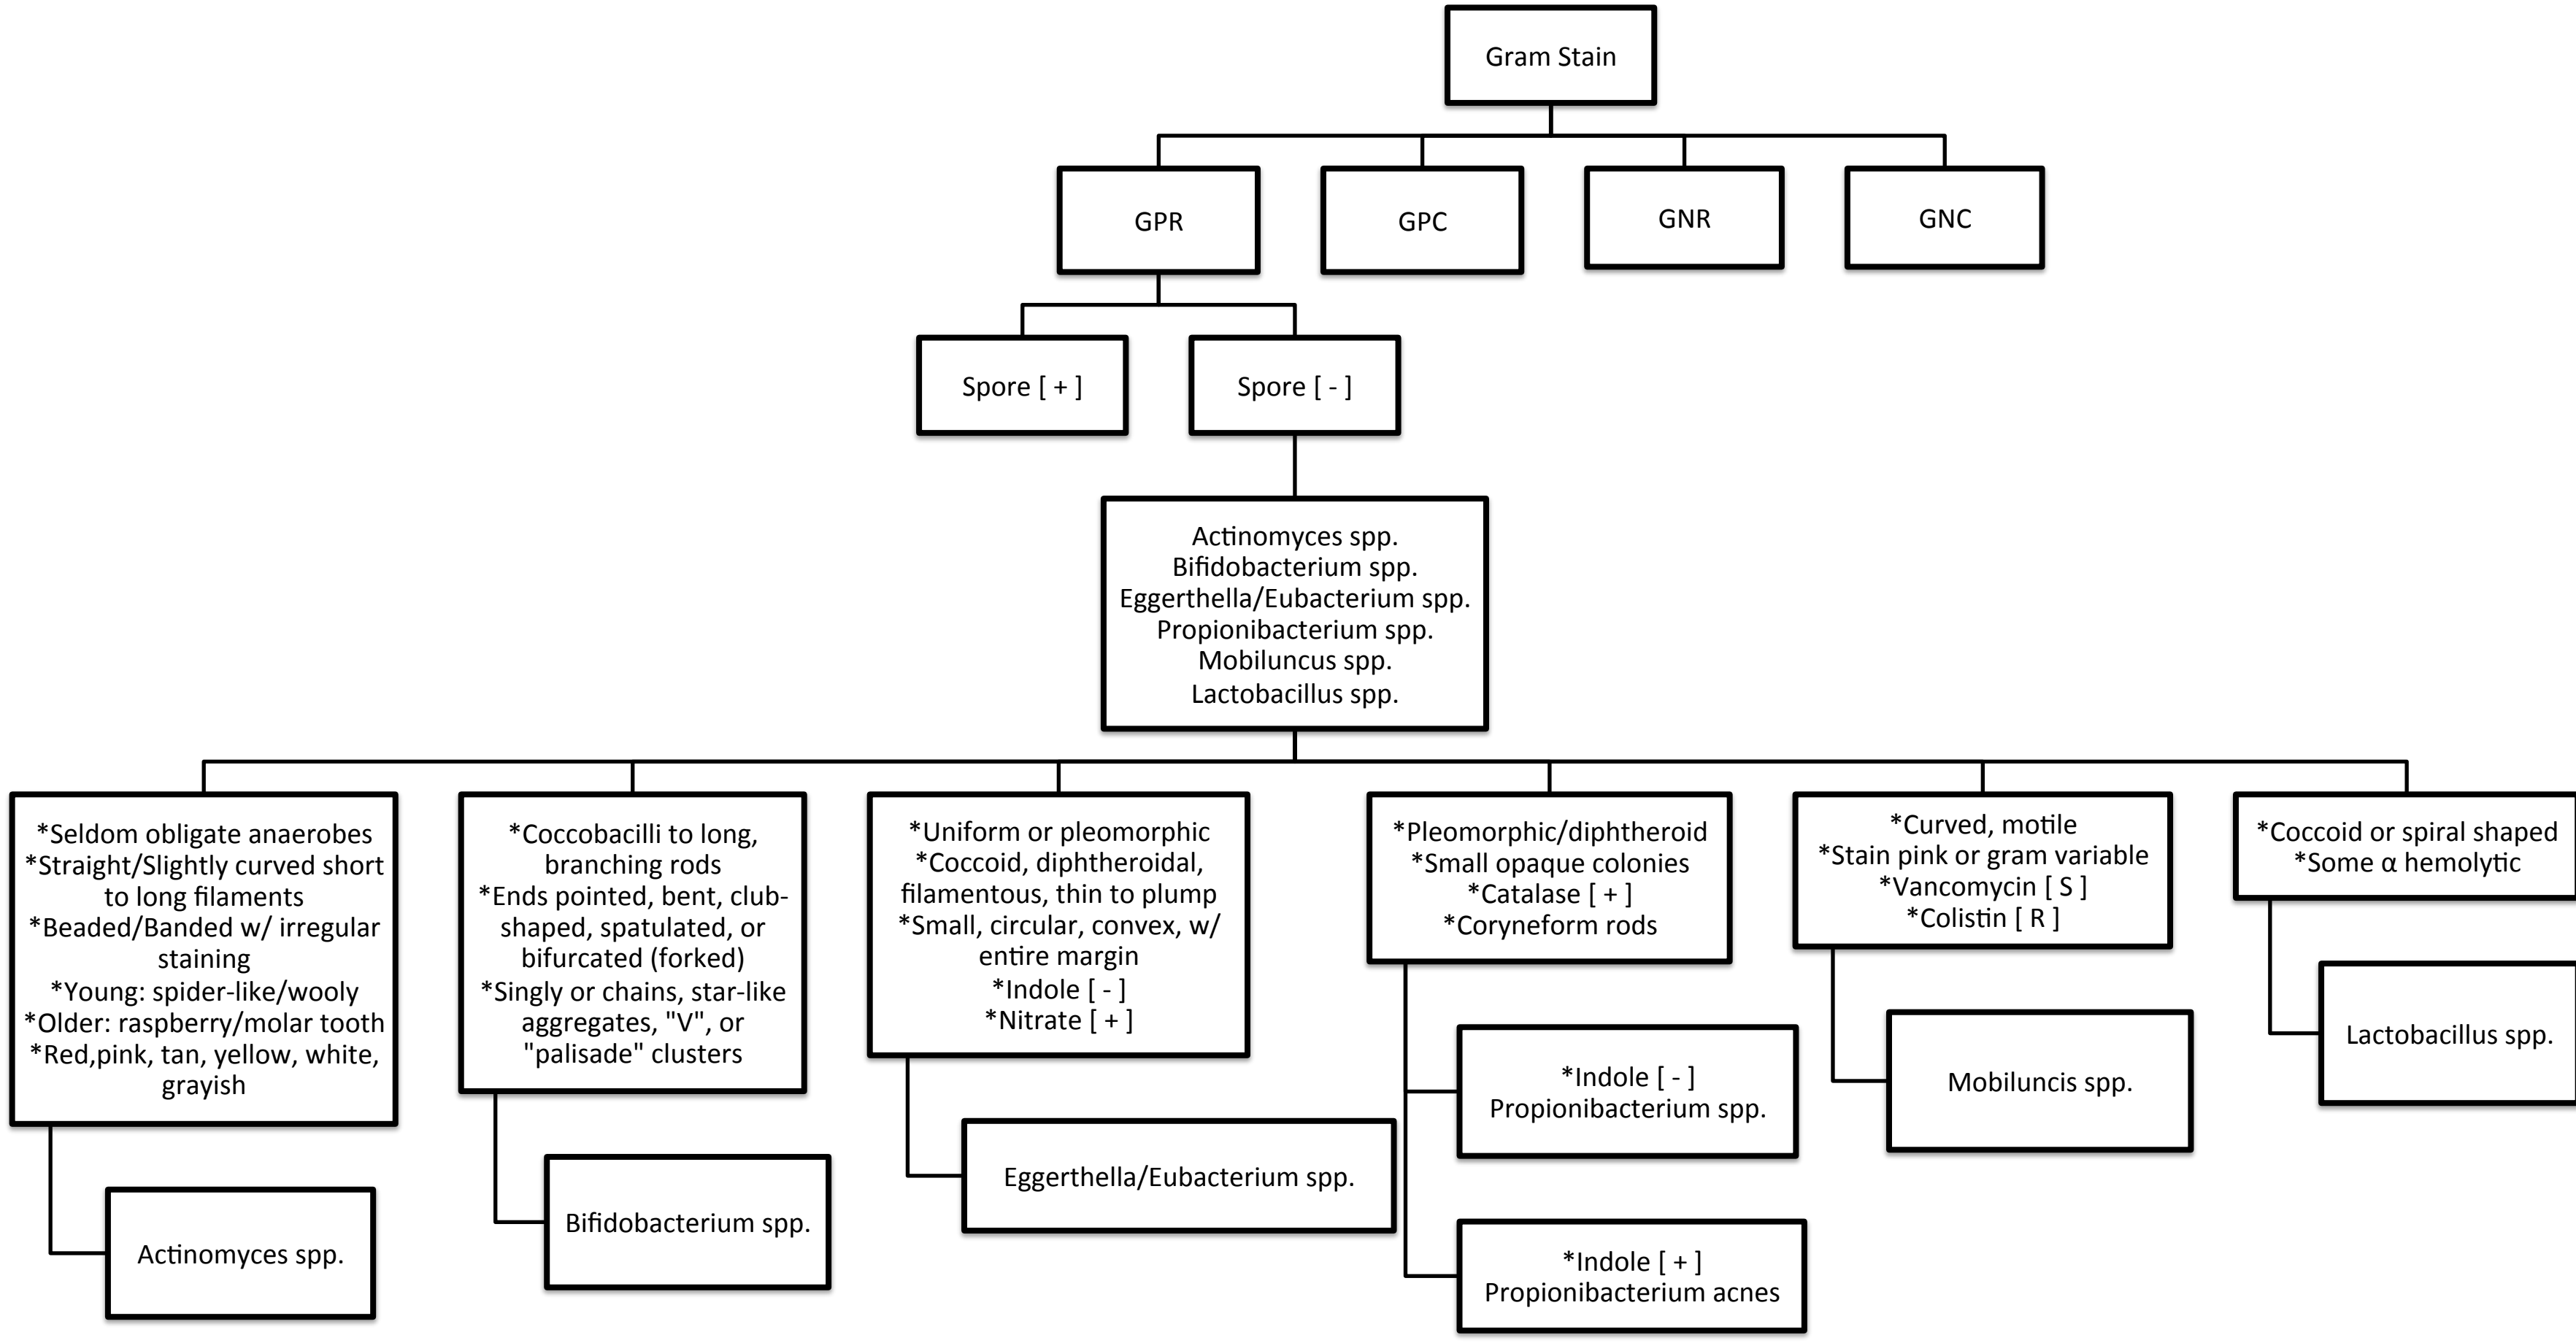 Gram Stain
GPR
GPC
GNR
GNC
Spore [ + ]
Spore [ - ]
Actinomyces spp.
Bifidobacterium spp.
Eggerthella/Eubacterium spp.
Propionibacterium spp.
Mobiluncus spp.
Lactobacillus spp.
*Seldom obligate anaerobes
*Straight/Slightly curved short
to long filaments
*Beaded/Banded w/ irregular
staining
*Young: spider-like/wooly
*Older: raspberry/molar tooth
*Red,pink, tan, yellow, white,
grayish
Actinomyces spp.
*Coccobacilli to long,
branching rods
*Ends pointed, bent, club-
shaped, spatulated, or
bifurcated (forked)
*Singly or chains, star-like
aggregates, "V", or
"palisade" clusters
Bifidobacterium spp.
*Uniform or pleomorphic
*Coccoid, diphtheroidal,
filamentous, thin to plump
*Small, circular, convex, w/
entire margin
*Indole [ - ]
*Nitrate [ + ]
Eggerthella/Eubacterium spp.
*Pleomorphic/diphtheroid
*Small opaque colonies
*Catalase [ + ]
*Coryneform rods
*Indole [ - ]
Propionibacterium spp.
*Indole [ + ]
Propionibacterium acnes
*Curved, motile
*Stain pink or gram variable
*Vancomycin [ S ]
*Colistin [ R ]
Mobiluncis spp.
*Coccoid or spiral shaped
*Some α hemolytic
Lactobacillus spp.